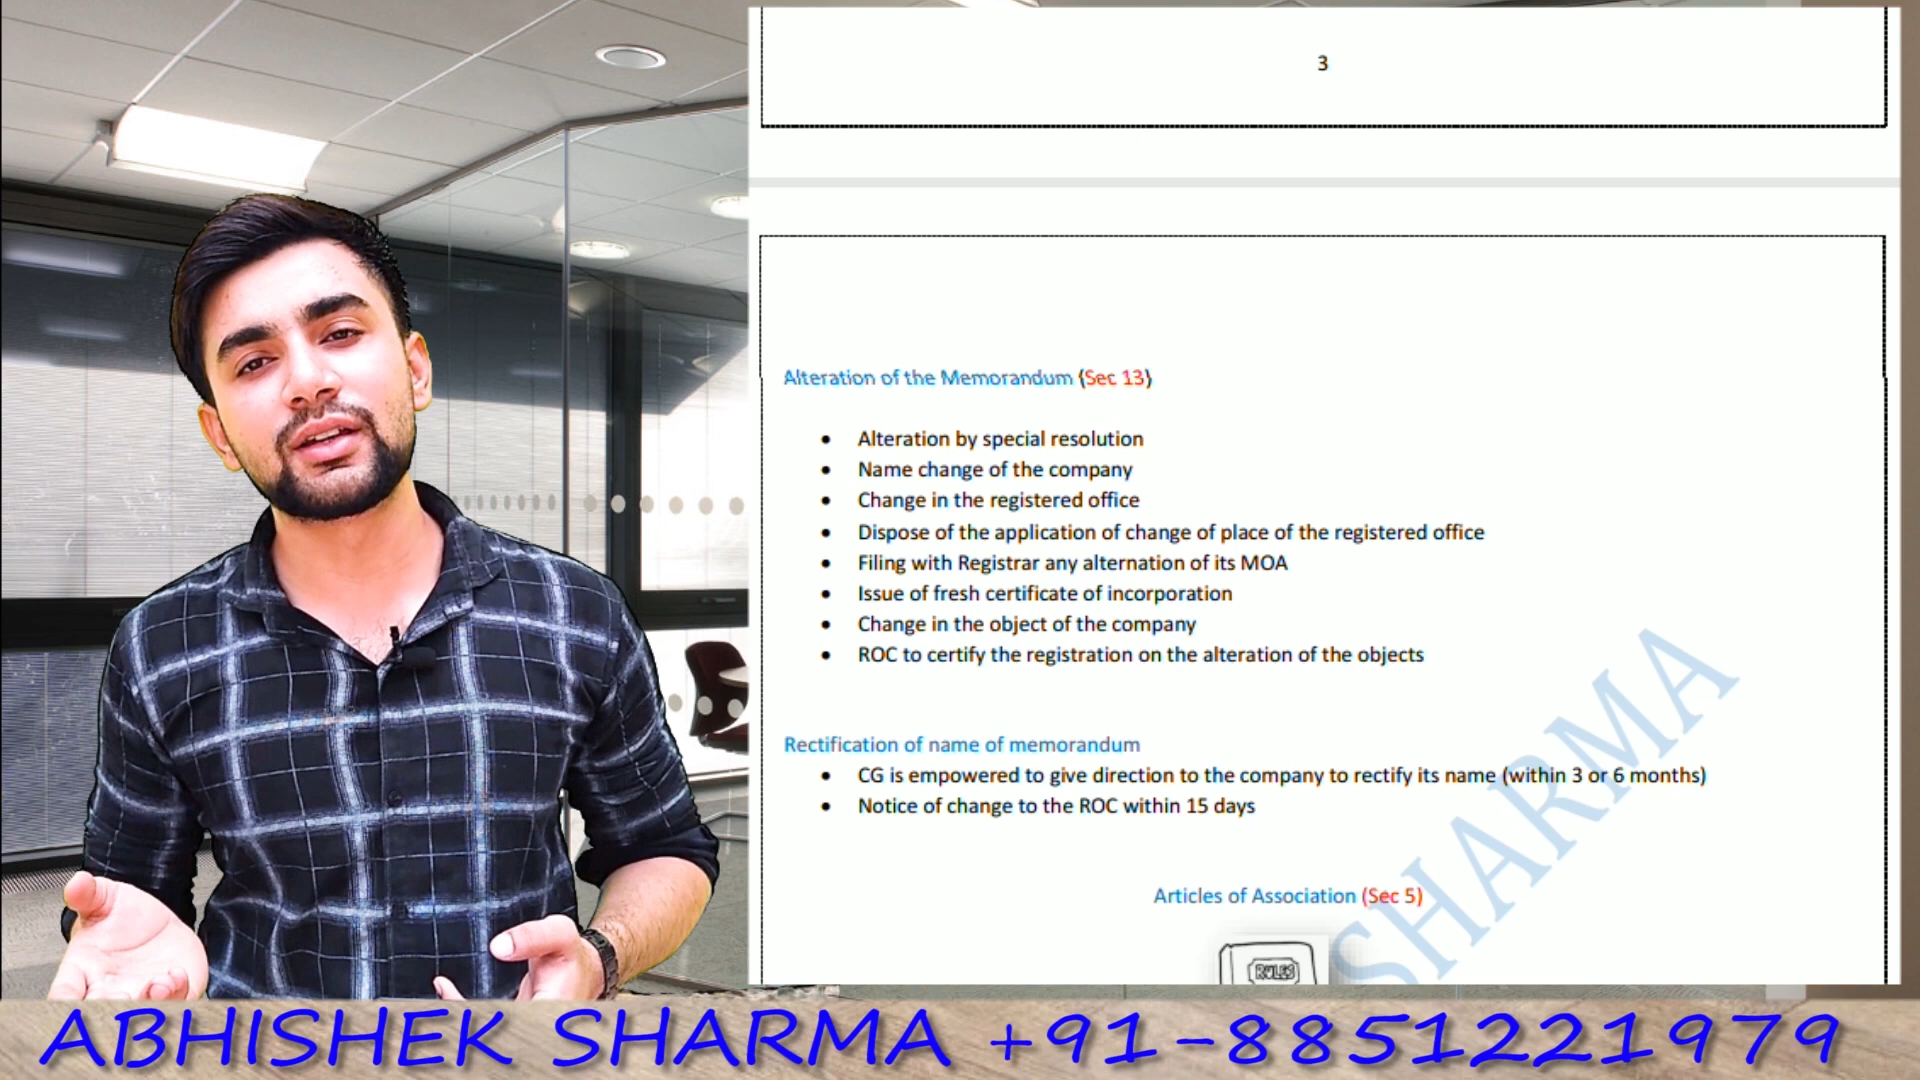 3
Alteration of the Memorandum (Sec 13)
• Alteration by special resolution
• Name change of the company
• Change in the registered office
• Dispose of the application of change of place of the registered office
• Filing with Registrar any alternation of its MOA
• Issue of fresh certificate of incorporation
• Change in the object of the company
• ROC to certify the registration on the alteration of the objects
Rectification of name of memorandum
• CG is empowered to give direction to the company to rectify its name (within 3 or 6 months)
• Notice of change to the ROC within 15 days
Articles of Association (Sec 5)
RULES
SHARMA
ABHISHEK SHARMA +91-8851221979